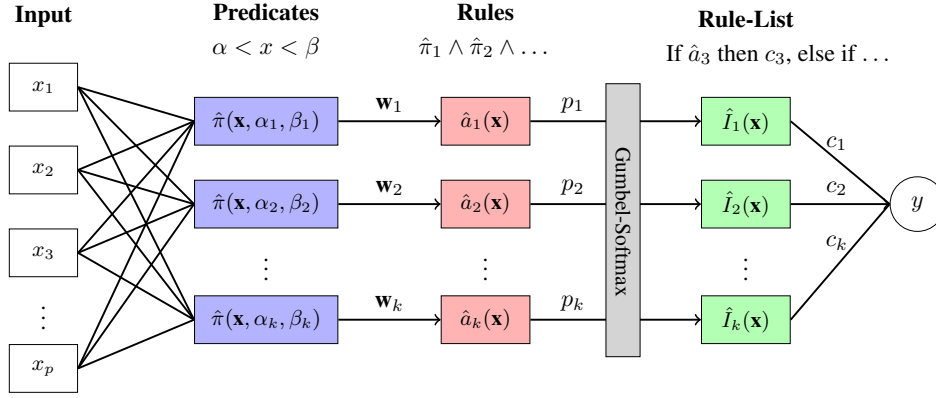 Input
Predicates
Rules
Rule-List
α < x < β
π̂₁ ∧ π̂₂ ∧ …
If â₃ then c₃, else if …
x₁
x₂
x₃
⋮
xₚ
π̂(x, α₁, β₁)
π̂(x, α₂, β₂)
⋮
π̂(x, αₖ, βₖ)
w₁
w₂
wₖ
â₁(x)
â₂(x)
⋮
âₖ(x)
p₁
p₂
pₖ
Gumbel-Softmax
Î₁(x)
Î₂(x)
⋮
Îₖ(x)
c₁
c₂
cₖ
y